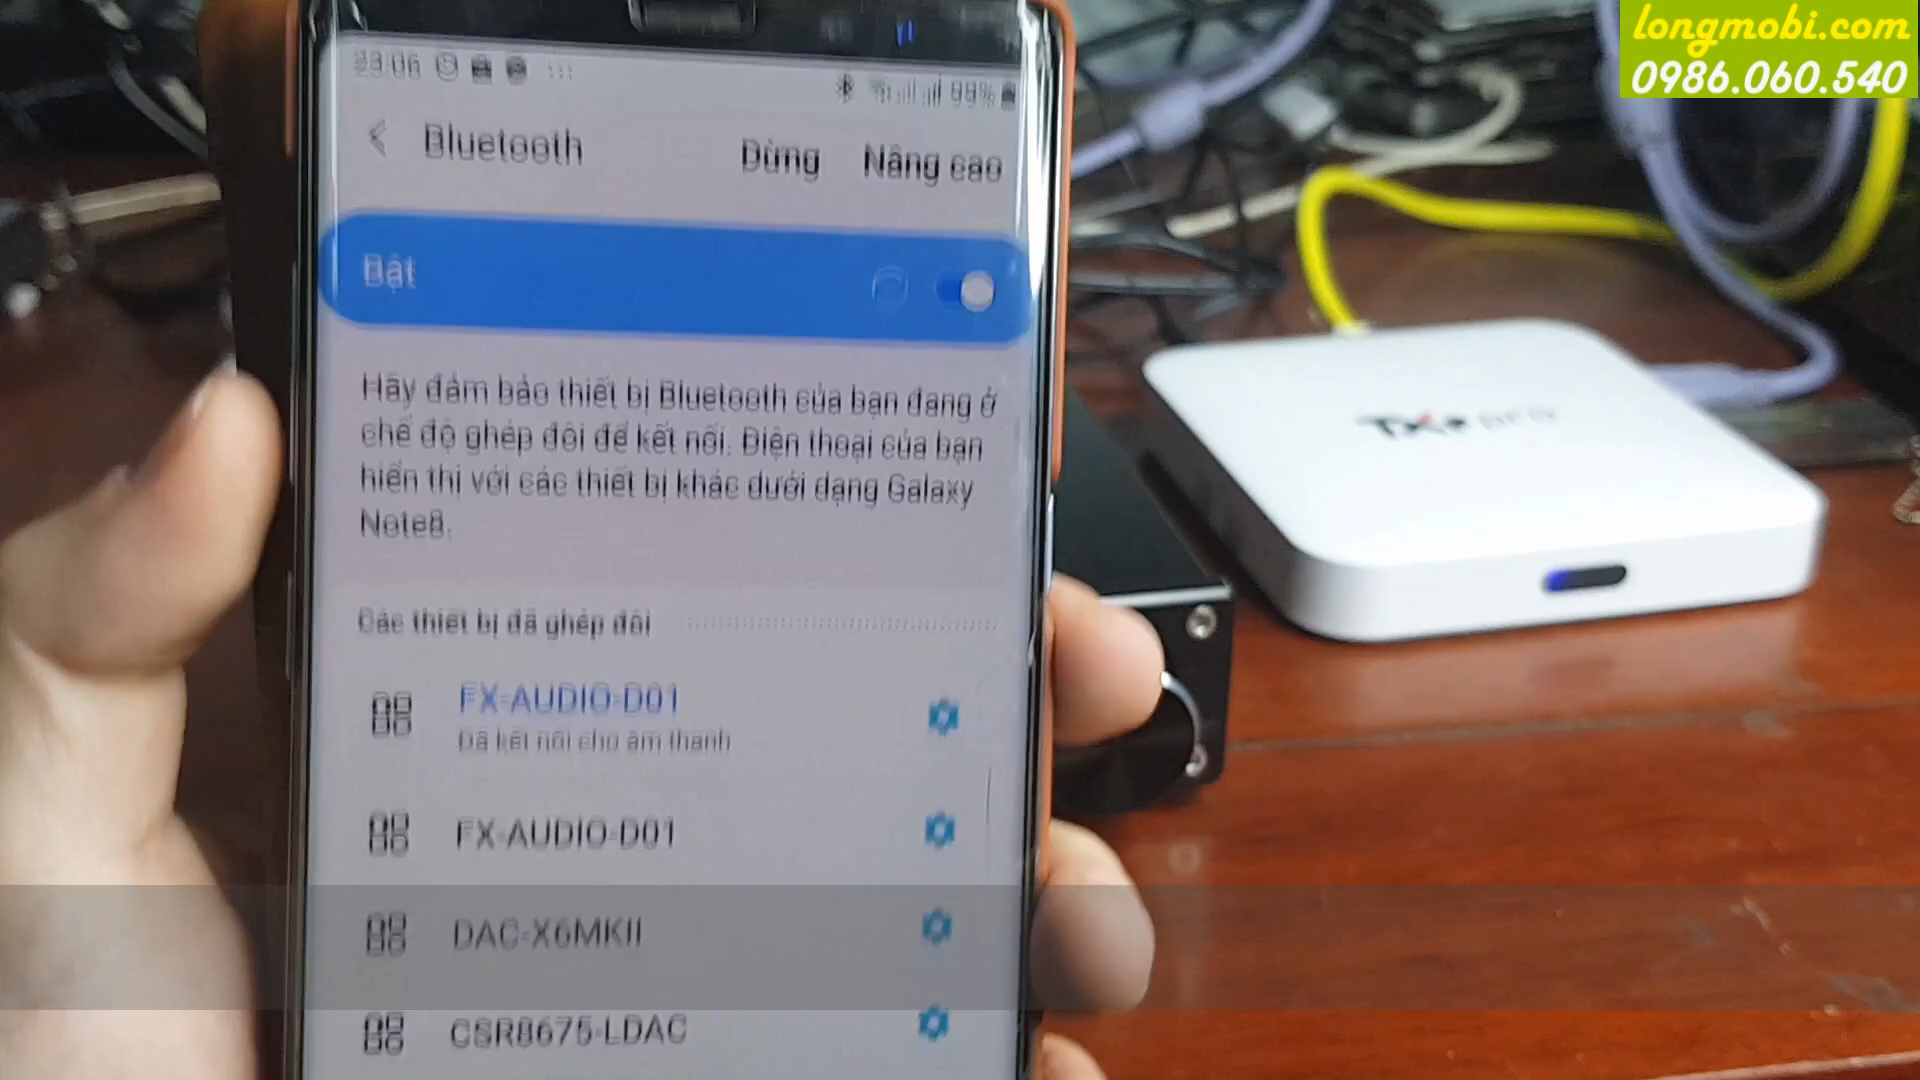 longmobi.com
0986.060.540
23:06
99%
Bluetooth
Dừng
Nâng cao
Bật
Hãy đảm bảo thiết bị Bluetooth của bạn đang ở
chế độ ghép đôi để kết nối. Điện thoại của bạn
hiển thị với các thiết bị khác dưới dạng Galaxy
Note8.
Các thiết bị đã ghép đôi
FX-AUDIO-D01
Đã kết nối cho âm thanh
FX-AUDIO-D01
DAC-X6MKII
CSR8675-LDAC
pro